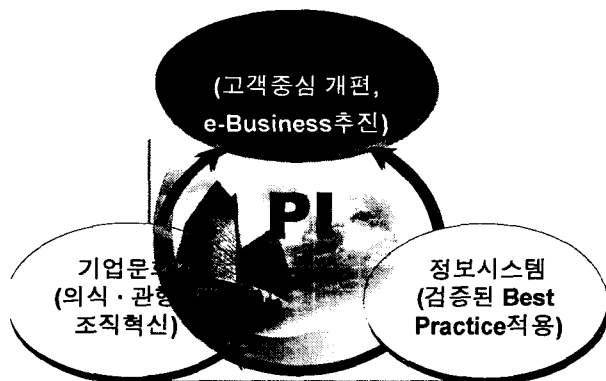 (고객중심 개편,
e-Business추진)
PI
기업문
(의식 · 관
조직혁신)
정보시스템
(검증된 Best
Practice적용)